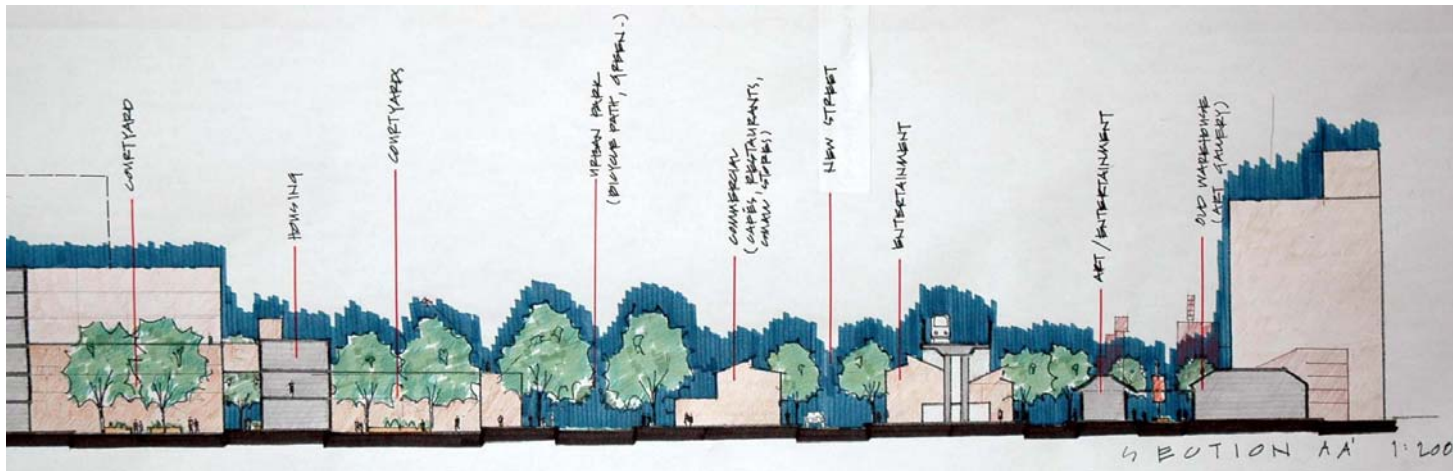 COURTYARD
HOUSING
COURTYARDS
URBAN PARK
(BICYCLE PATH, GREEN.)
COMMERCIAL
(CAFÉS, RESTAURANTS,
SMALL STORES)
NEW STREET
ENTERTAINMENT
ART/ENTERTAINMENT
OLD WAREHOUSE
(ART GALLERY)
SECTION AA' 1:200